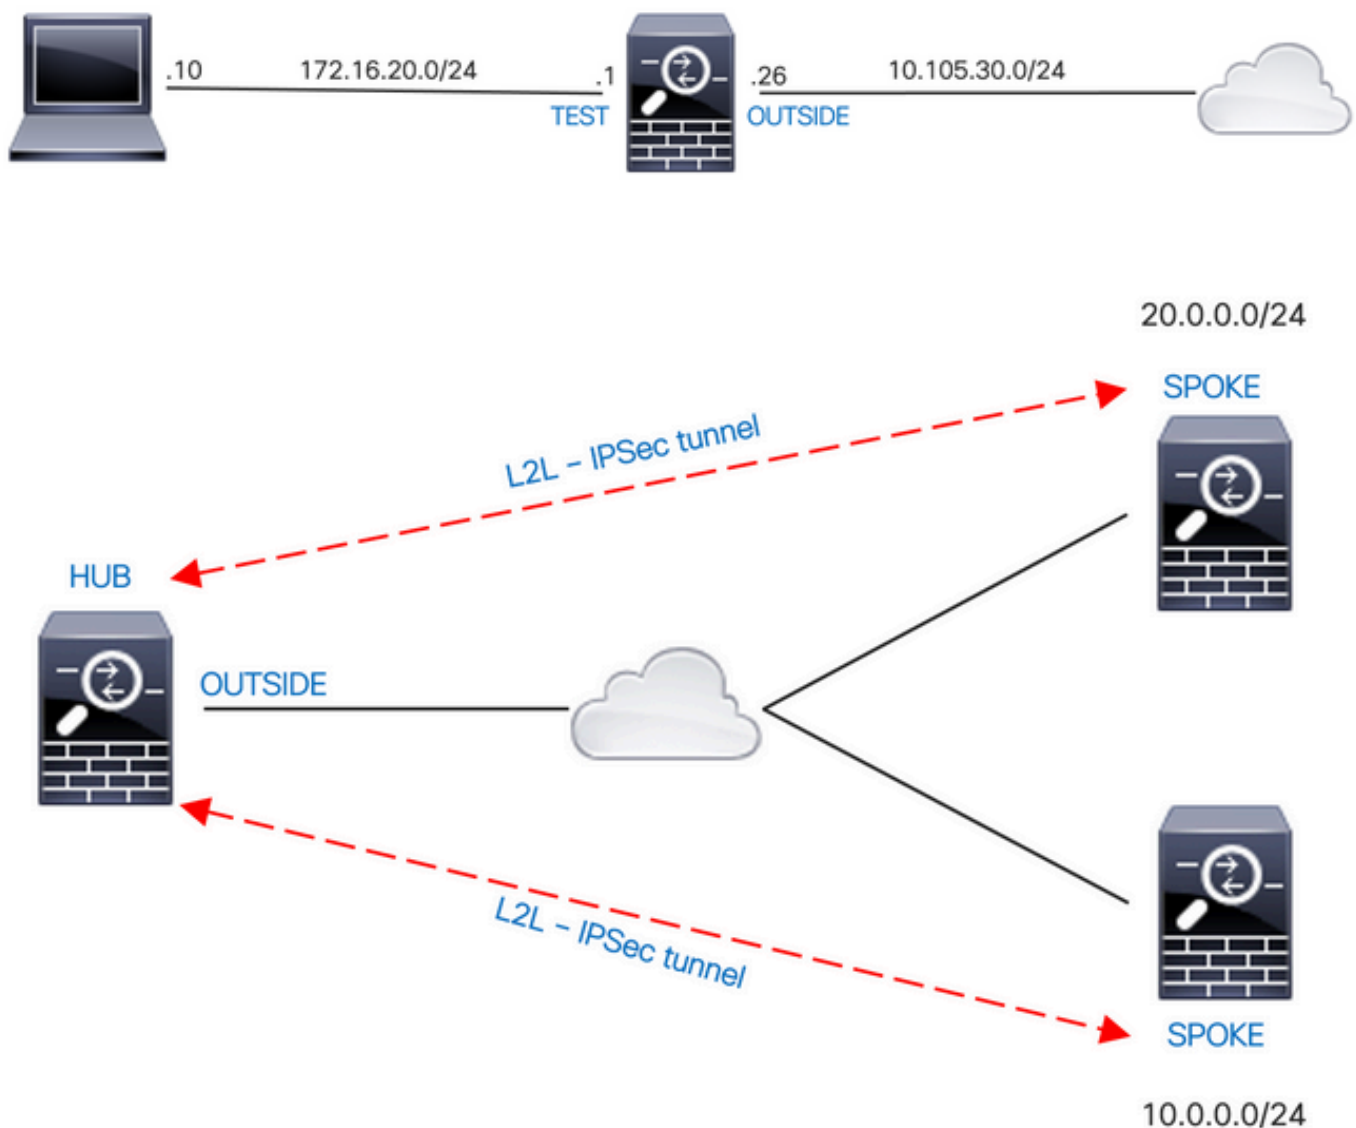 .10
172.16.20.0/24
.1
.26
10.105.30.0/24
TEST
OUTSIDE
20.0.0.0/24
SPOKE
L2L – IPSec tunnel
HUB
OUTSIDE
L2L – IPSec tunnel
SPOKE
10.0.0.0/24